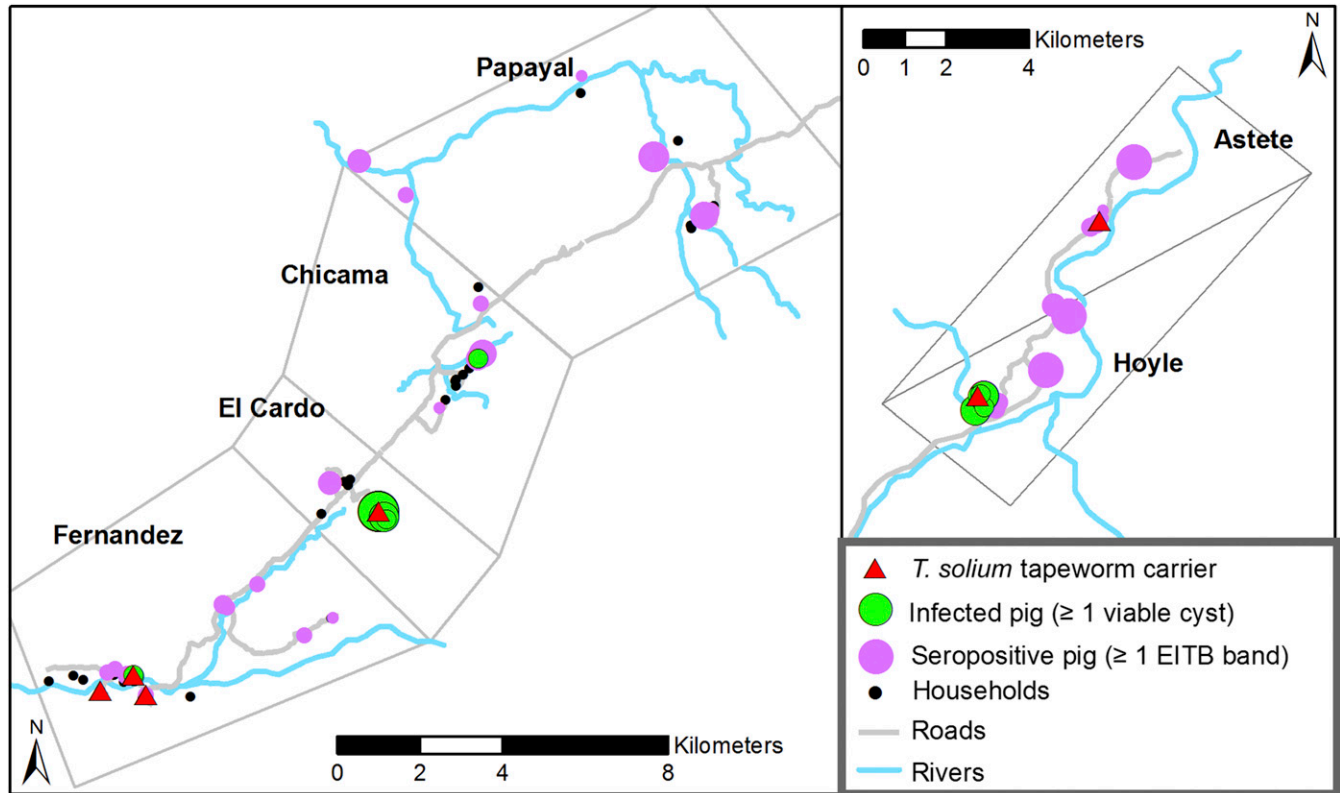 Papayal
Chicama
El Cardo
Fernandez
N
Kilometers
0 2 4 8
Kilometers
0 1 2 4
N
Astete
Hoyle
T. solium tapeworm carrier
Infected pig (≥ 1 viable cyst)
Seropositive pig (≥ 1 EITB band)
Households
Roads
Rivers